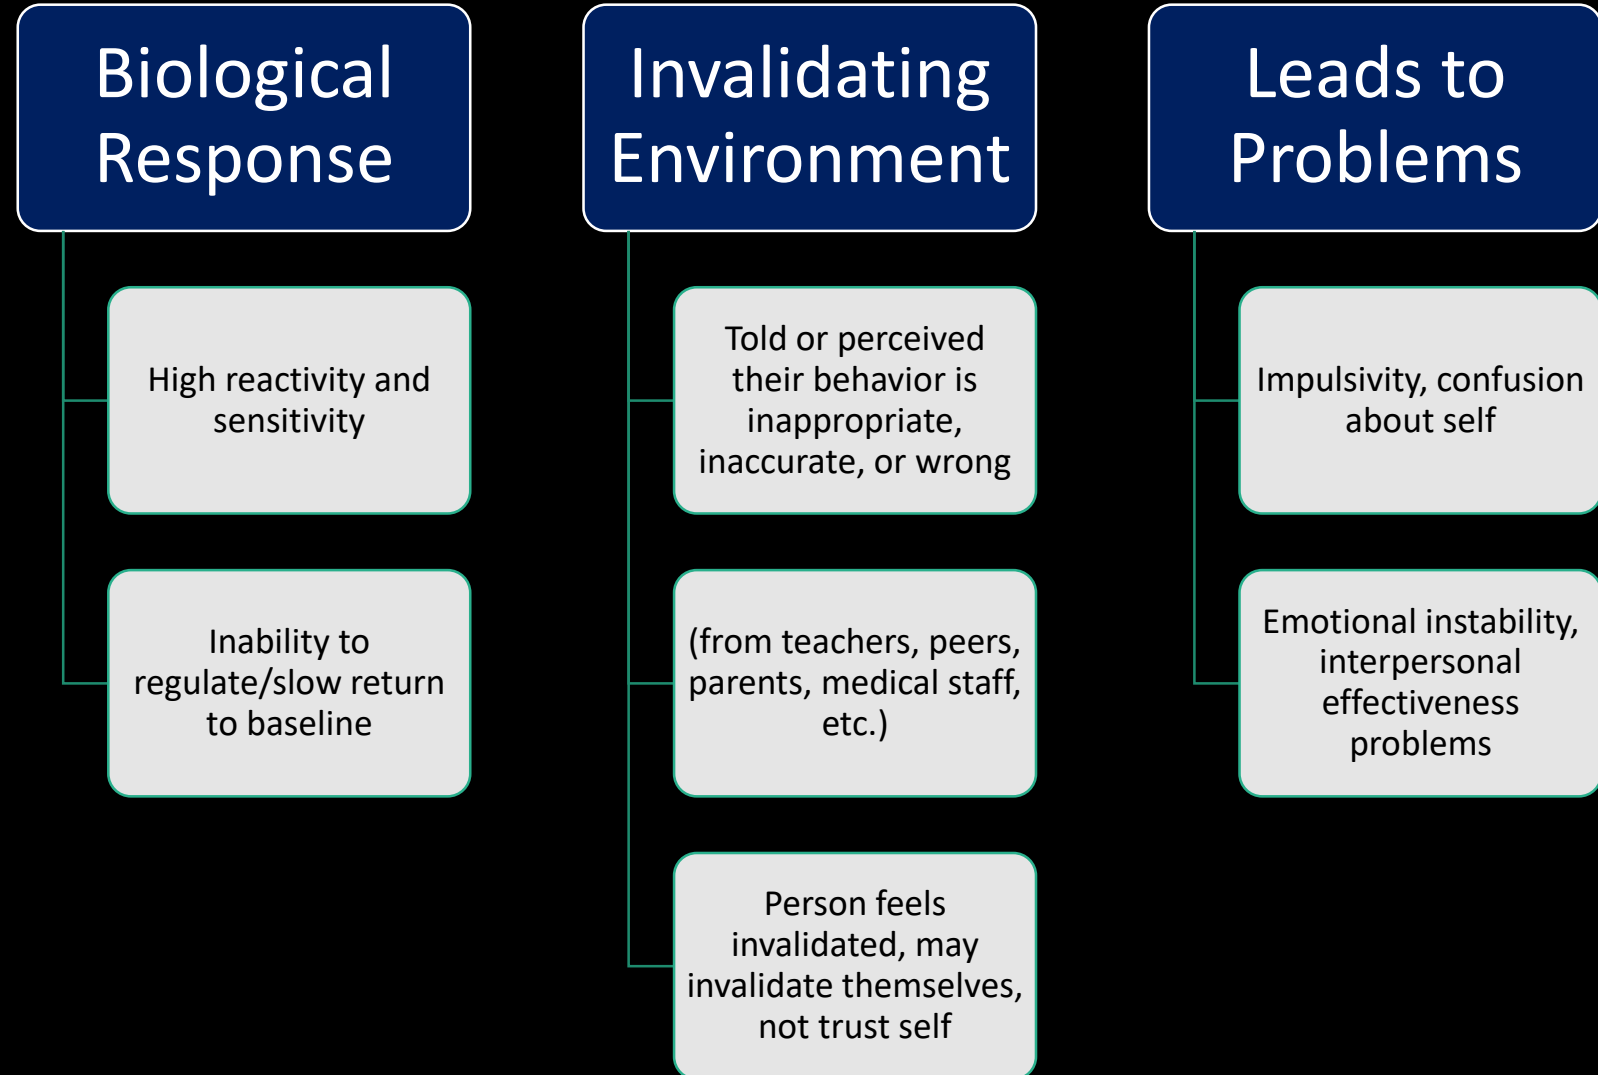 Biological
Response
High reactivity and
sensitivity
Inability to
regulate/slow return
to baseline
Invalidating
Environment
Told or perceived
their behavior is
inappropriate,
inaccurate, or wrong
(from teachers, peers,
parents, medical staff,
etc.)
Person feels
invalidated, may
invalidate themselves,
not trust self
Leads to
Problems
Impulsivity, confusion
about self
Emotional instability,
interpersonal
effectiveness
problems